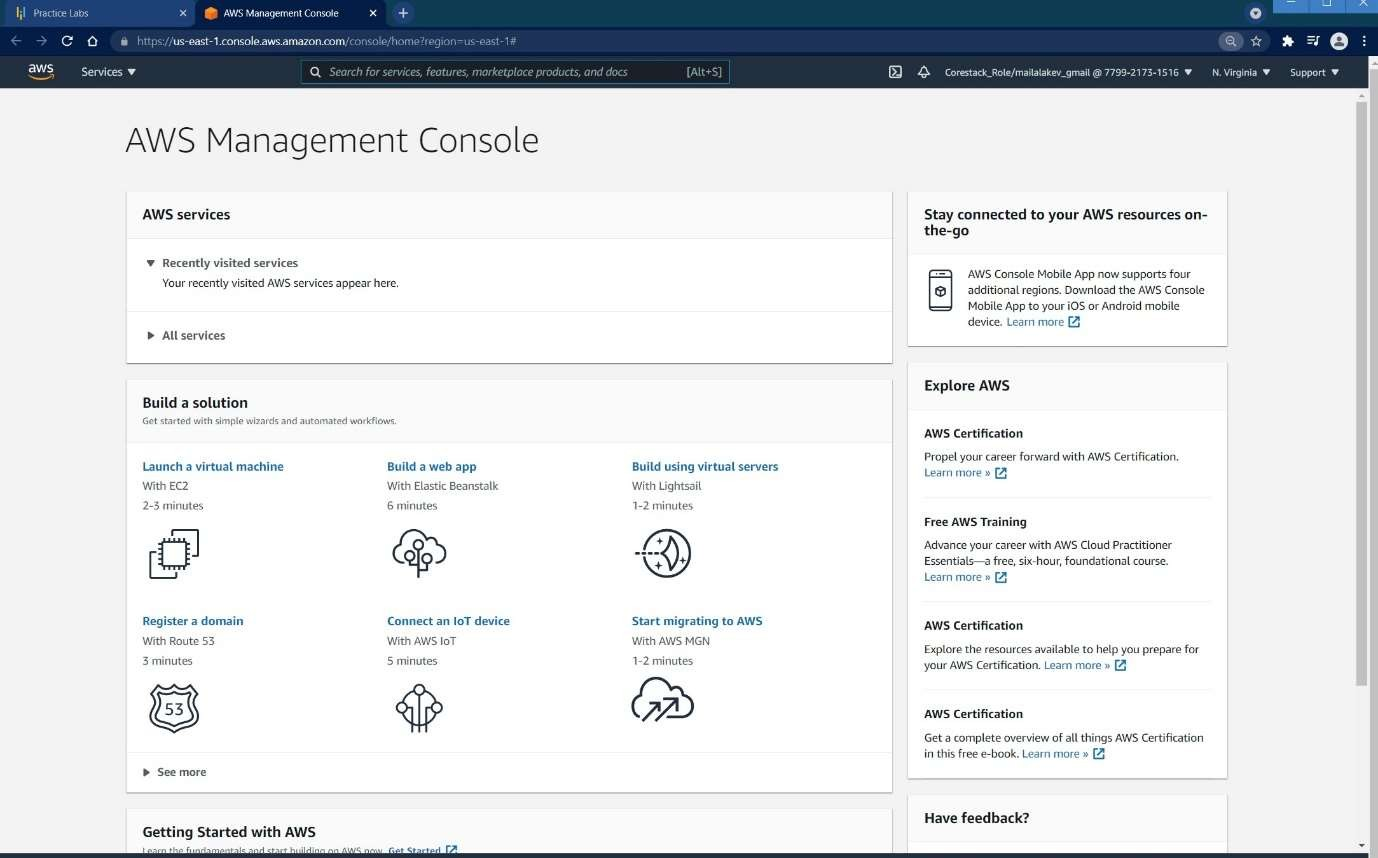 Practice Labs
AWS Management Console
https://us-east-1.console.aws.amazon.com/console/home?region=us-east-1#
aws
Services
Search for services, features, marketplace products, and docs
[Alt+S]
Corestack_Role/mailalakev_gmail @ 7799-2173-1516
N. Virginia
Support
AWS Management Console
AWS services
Recently visited services
Your recently visited AWS services appear here.
All services
Build a solution
Get started with simple wizards and automated workflows.
Launch a virtual machine
With EC2
2-3 minutes
Build a web app
With Elastic Beanstalk
6 minutes
Build using virtual servers
With Lightsail
1-2 minutes
Register a domain
With Route 53
3 minutes
53
Connect an IoT device
With AWS IoT
5 minutes
Start migrating to AWS
With AWS MGN
1-2 minutes
See more
Getting Started with AWS
Learn the fundamentals and start building on AWS now. Get Started
Stay connected to your AWS resources on-
the-go
AWS Console Mobile App now supports four
additional regions. Download the AWS Console
Mobile App to your iOS or Android mobile
device. Learn more
Explore AWS
AWS Certification
Propel your career forward with AWS Certification.
Learn more »
Free AWS Training
Advance your career with AWS Cloud Practitioner
Essentials—a free, six-hour, foundational course.
Learn more »
AWS Certification
Explore the resources available to help you prepare for
your AWS Certification. Learn more »
AWS Certification
Get a complete overview of all things AWS Certification
in this free e-book. Learn more »
Have feedback?